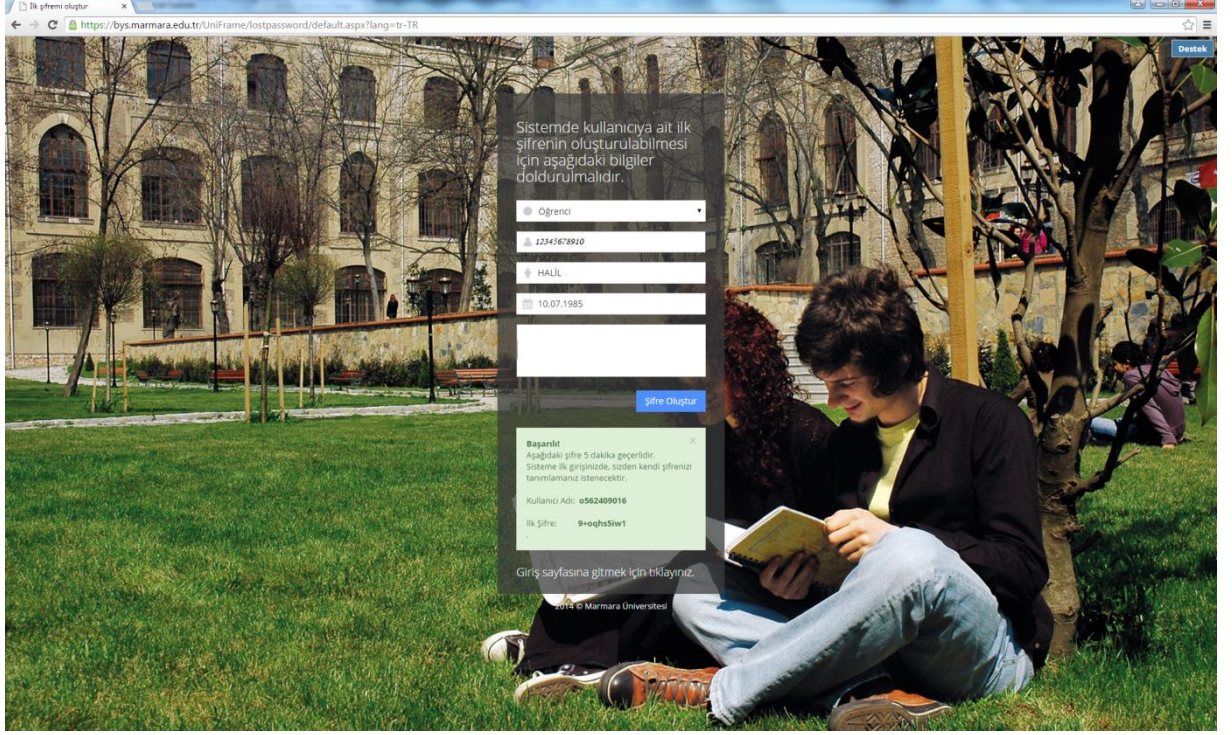 İlk şifremi oluştur
https://bys.marmara.edu.tr/UniFrame/lostpassword/default.aspx?lang=tr-TR
Destek
Sistemde kullanıcıya ait ilk
şifrenin oluşturulabilmesi
için aşağıdaki bilgiler
doldurulmalıdır.
Öğrenci
12345678910
HALİL
10.07.1985
Şifre Oluştur
Başarılı!
Aşağıdaki şifre 5 dakika geçerlidir.
Sisteme ilk girişinizde, sizden kendi şifrenizi
tanımlamanız istenecektir.
Kullanıcı Adı: o562409016
İlk Şifre: 9+oqhs5iw1
.
Giriş sayfasına gitmek için tıklayınız.
2014 © Marmara Üniversitesi